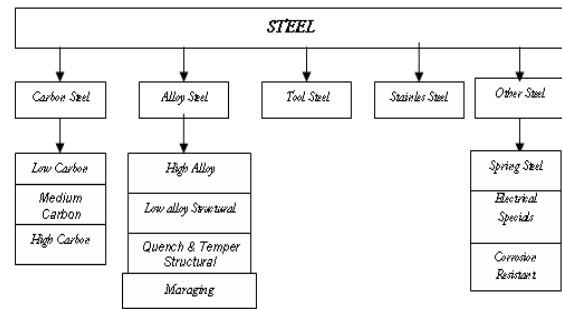 STEEL
Carbon Steel
Alloy Steel
Tool Steel
Stainles Steel
Other Steel
Low Carbon
Medium
Carbon
High Carbon
High Alloy
Low alloy Structural
Quench & Temper
Structural
Maraging
Spring Steel
Electrical
Specials
Corrosion
Resistant